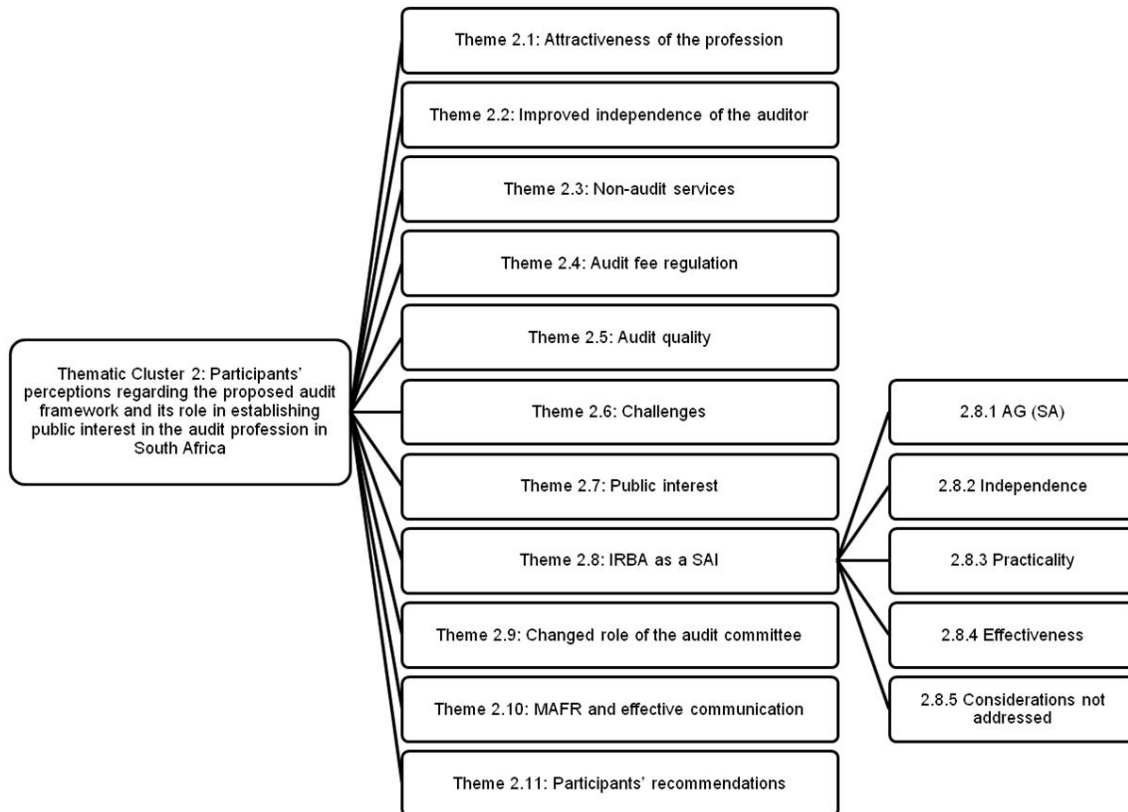 Theme 2.1: Attractiveness of the profession
Theme 2.2: Improved independence of the auditor
Theme 2.3: Non-audit services
Theme 2.4: Audit fee regulation
Thematic Cluster 2: Participants’
perceptions regarding the proposed audit
framework and its role in establishing
public interest in the audit profession in
South Africa
Theme 2.5: Audit quality
Theme 2.6: Challenges
Theme 2.7: Public interest
Theme 2.8: IRBA as a SAI
Theme 2.9: Changed role of the audit committee
Theme 2.10: MAFR and effective communication
Theme 2.11: Participants’ recommendations
2.8.1 AG (SA)
2.8.2 Independence
2.8.3 Practicality
2.8.4 Effectiveness
2.8.5 Considerations not
addressed